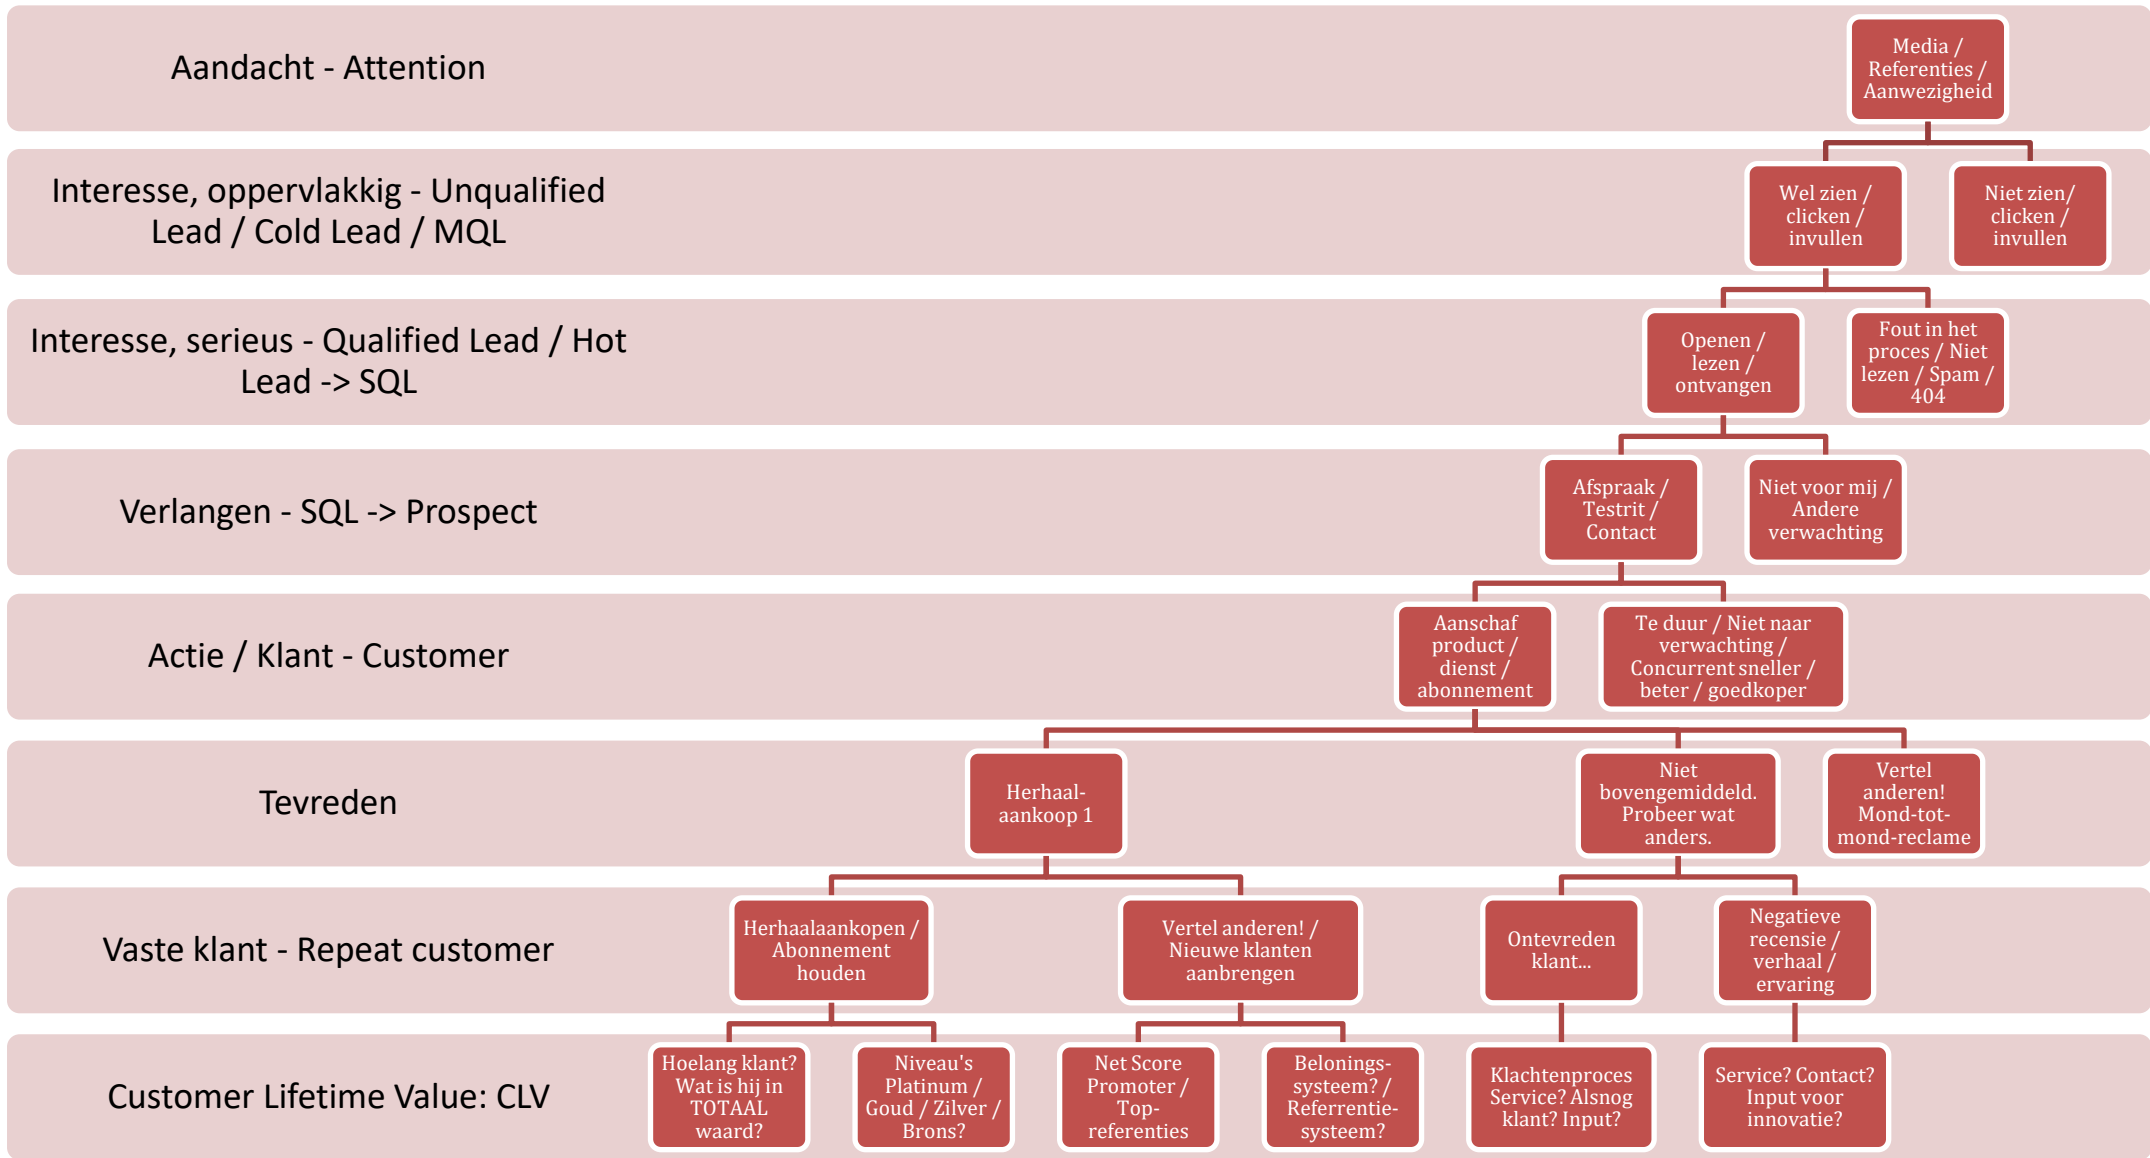 Aandacht - Attention
Media /
Referenties /
Aanwezigheid
Interesse, oppervlakkig - Unqualified
Lead / Cold Lead / MQL
Wel zien /
clicken /
invullen
Niet zien/
clicken /
invullen
Interesse, serieus - Qualified Lead / Hot
Lead -> SQL
Openen /
lezen /
ontvangen
Fout in het
proces / Niet
lezen / Spam /
404
Verlangen - SQL -> Prospect
Afspraak /
Testrit /
Contact
Niet voor mij /
Andere
verwachting
Actie / Klant - Customer
Aanschaf
product /
dienst /
abonnement
Te duur / Niet naar
verwachting /
Concurrent sneller /
beter / goedkoper
Tevreden
Herhaal-
aankoop 1
Niet
bovengemiddeld.
Probeer wat
anders.
Vertel
anderen!
Mond-tot-
mond-reclame
Vaste klant - Repeat customer
Herhaalaankopen /
Abonnement
houden
Vertel anderen! /
Nieuwe klanten
aanbrengen
Ontevreden
klant...
Negatieve
recensie /
verhaal /
ervaring
Customer Lifetime Value: CLV
Hoelang klant?
Wat is hij in
TOTAAL
waard?
Niveau's
Platinum /
Goud / Zilver /
Brons?
Net Score
Promoter /
Top-
referenties
Belonings-
systeem? /
Referrentie-
systeem?
Klachtenproces
Service? Alsnog
klant? Input?
Service? Contact?
Input voor
innovatie?